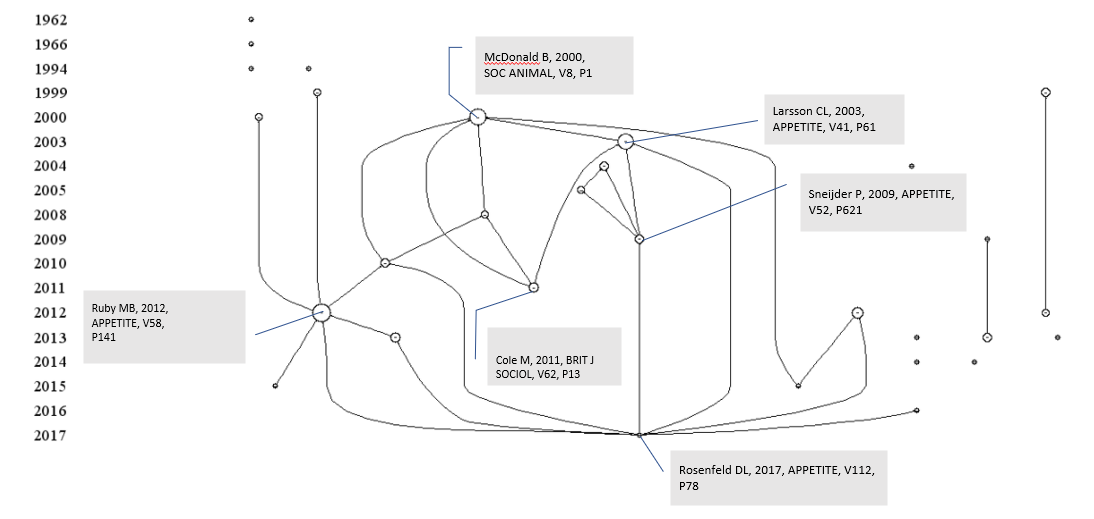 1962
1966
1994
1999
2000
2003
2004
2005
2008
2009
2010
2011
2012
2013
2014
2015
2016
2017
McDonald B, 2000,
SOC ANIMAL, V8, P1
Larsson CL, 2003,
APPETITE, V41, P61
Sneijder P, 2009, APPETITE,
V52, P621
Ruby MB, 2012,
APPETITE, V58,
P141
Cole M, 2011, BRIT J
SOCIOL, V62, P13
Rosenfeld DL, 2017, APPETITE, V112,
P78